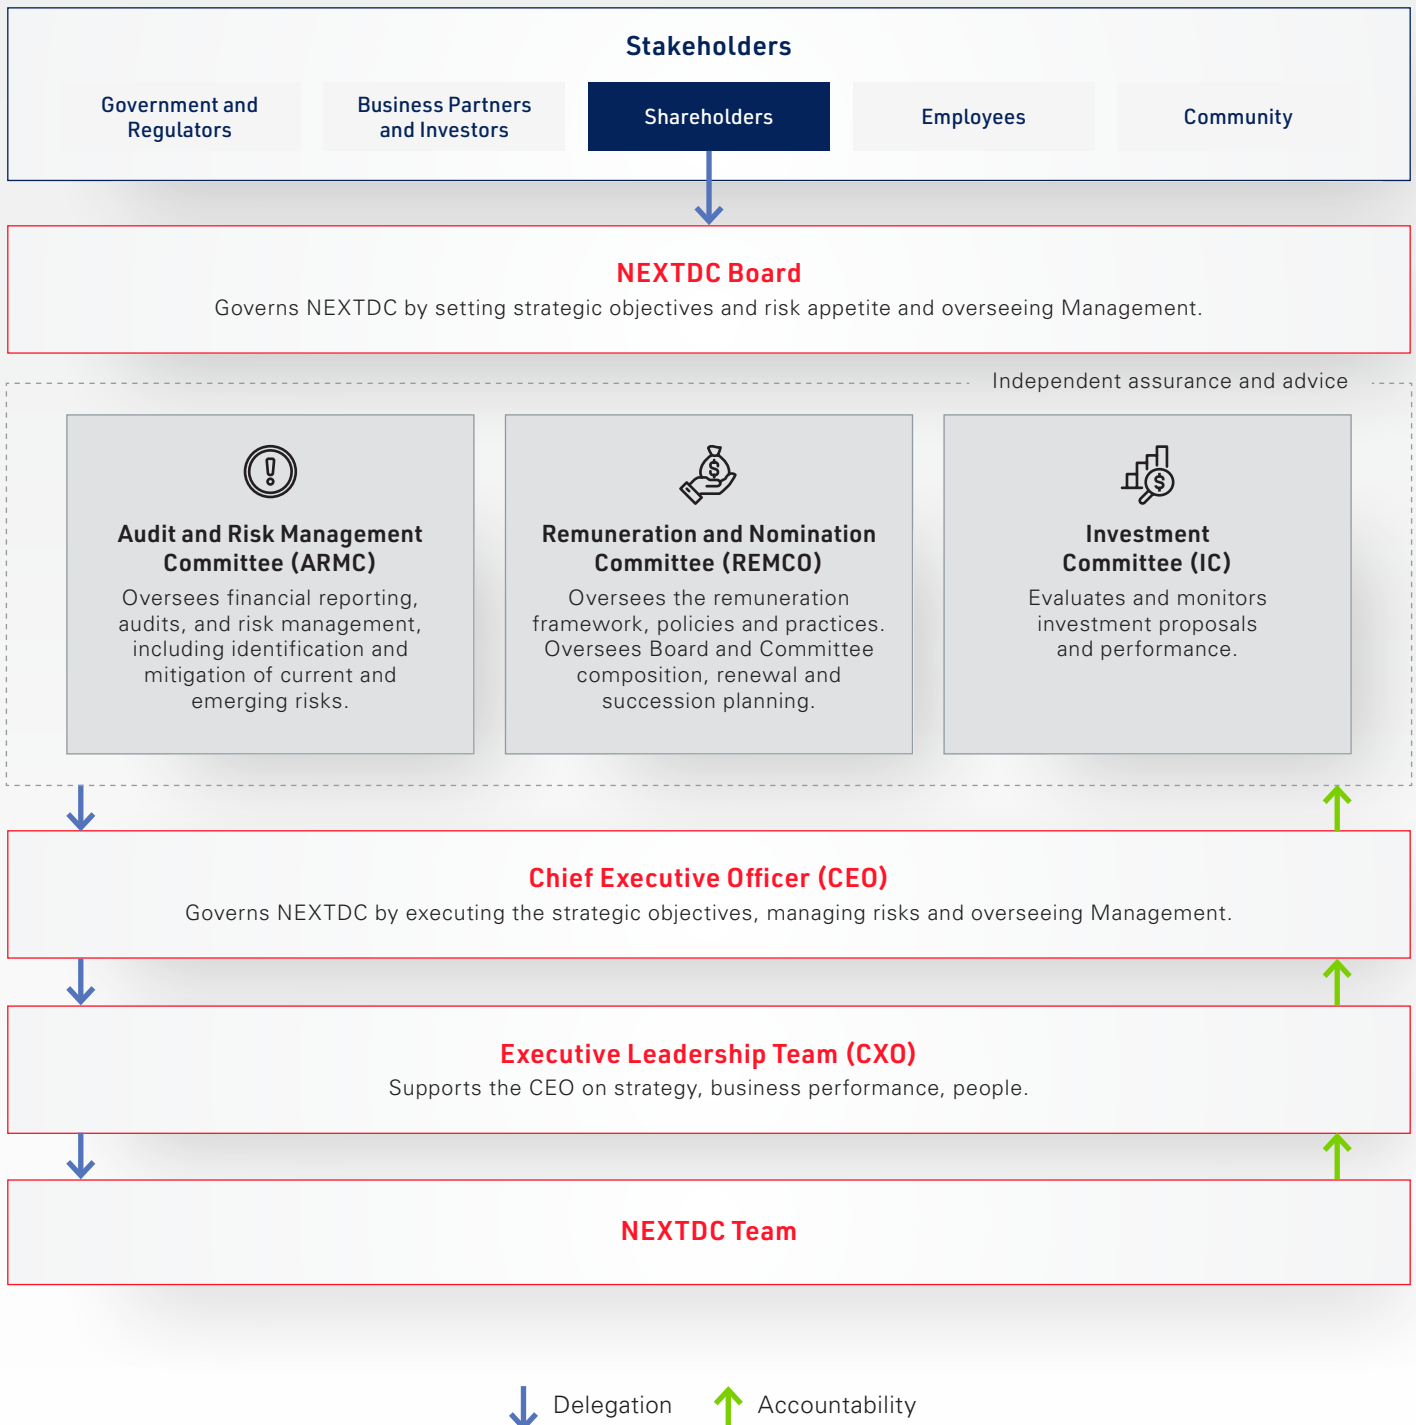 Stakeholders
Government and
Regulators
Business Partners
and Investors
Shareholders
Employees
Community
NEXTDC Board
Governs NEXTDC by setting strategic objectives and risk appetite and overseeing Management.
Independent assurance and advice
Audit and Risk Management
Committee (ARMC)
Oversees financial reporting,
audits, and risk management,
including identification and
mitigation of current and
emerging risks.
Remuneration and Nomination
Committee (REMCO)
Oversees the remuneration
framework, policies and practices.
Oversees Board and Committee
composition, renewal and
succession planning.
Investment
Committee (IC)
Evaluates and monitors
investment proposals
and performance.
Chief Executive Officer (CEO)
Governs NEXTDC by executing the strategic objectives, managing risks and overseeing Management.
Executive Leadership Team (CXO)
Supports the CEO on strategy, business performance, people.
NEXTDC Team
Delegation
Accountability